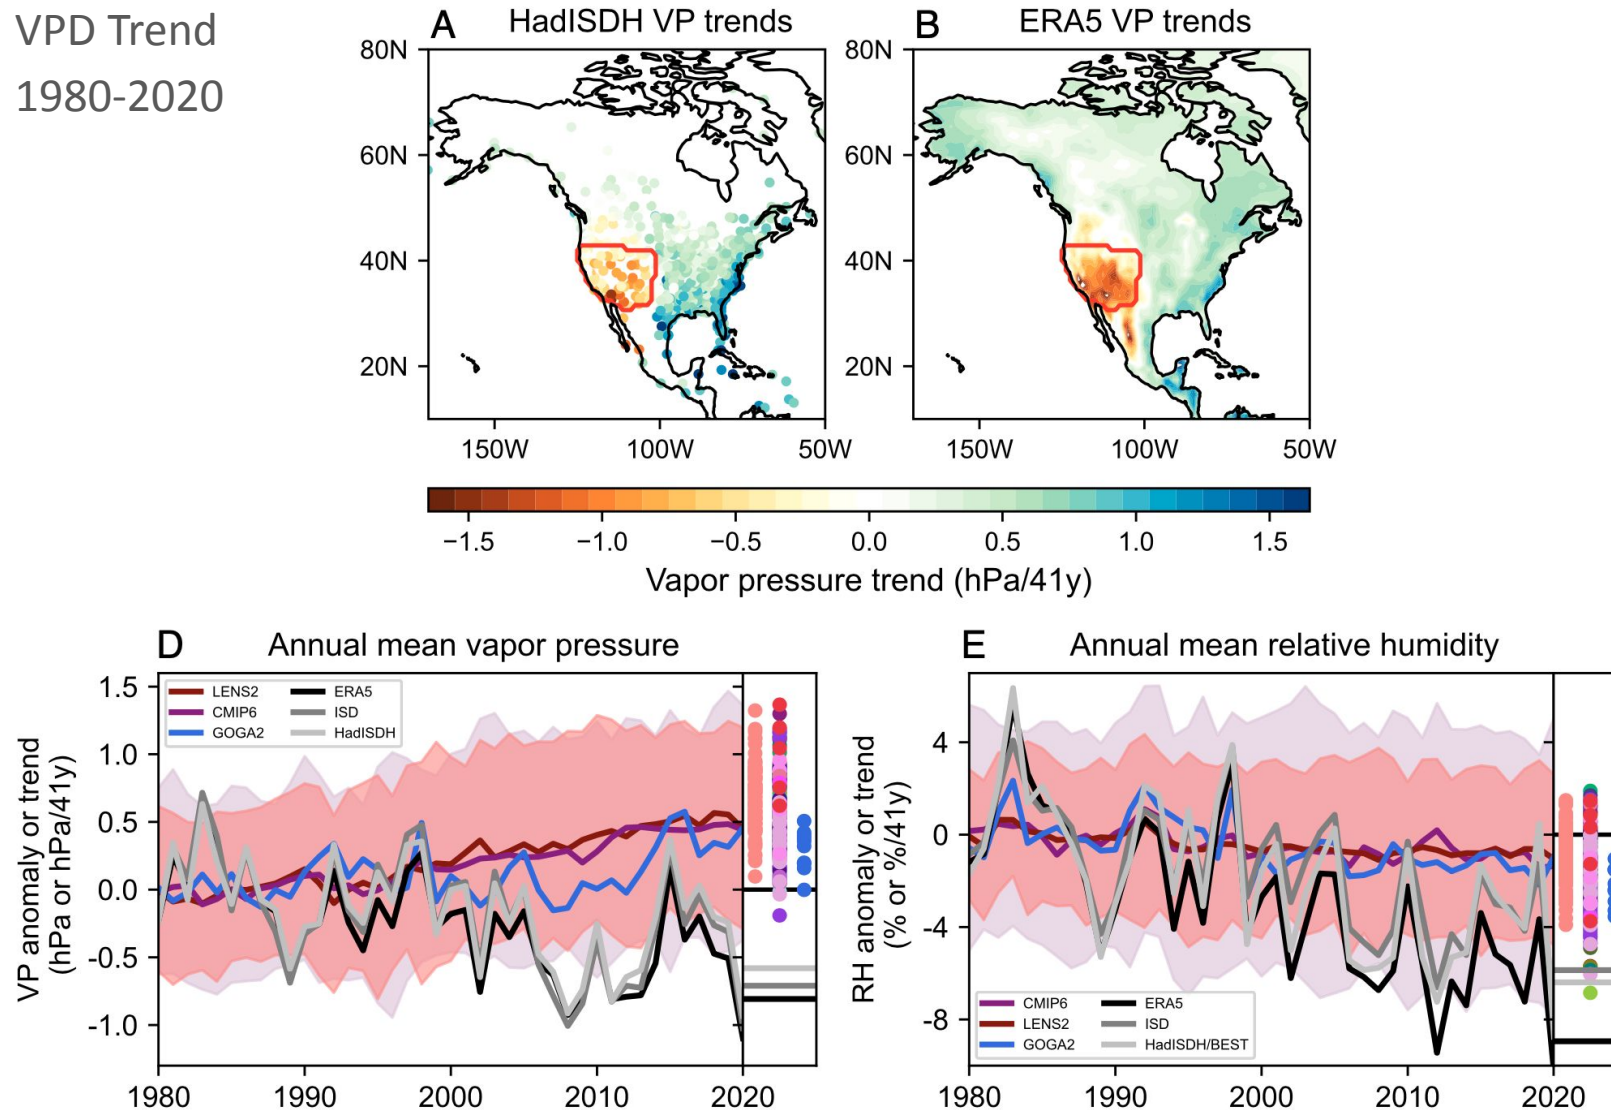 VPD Trend
1980-2020
A HadISDH VP trends
80N
60N
40N
20N
150W 100W 50W
B ERA5 VP trends
80N
60N
40N
20N
150W 100W 50W
−1.5 −1.0 −0.5 0.0 0.5 1.0 1.5
Vapor pressure trend (hPa/41y)
D Annual mean vapor pressure
VP anomaly or trend
(hPa or hPa/41y)
1.5
1.0
0.5
0.0
-0.5
-1.0
LENS2 ERA5
CMIP6 ISD
GOGA2 HadISDH
1980 1990 2000 2010 2020
E Annual mean relative humidity
RH anomaly or trend
(% or %/41y)
4
0
-4
-8
CMIP6 ERA5
LENS2 ISD
GOGA2 HadISDH/BEST
1980 1990 2000 2010 2020